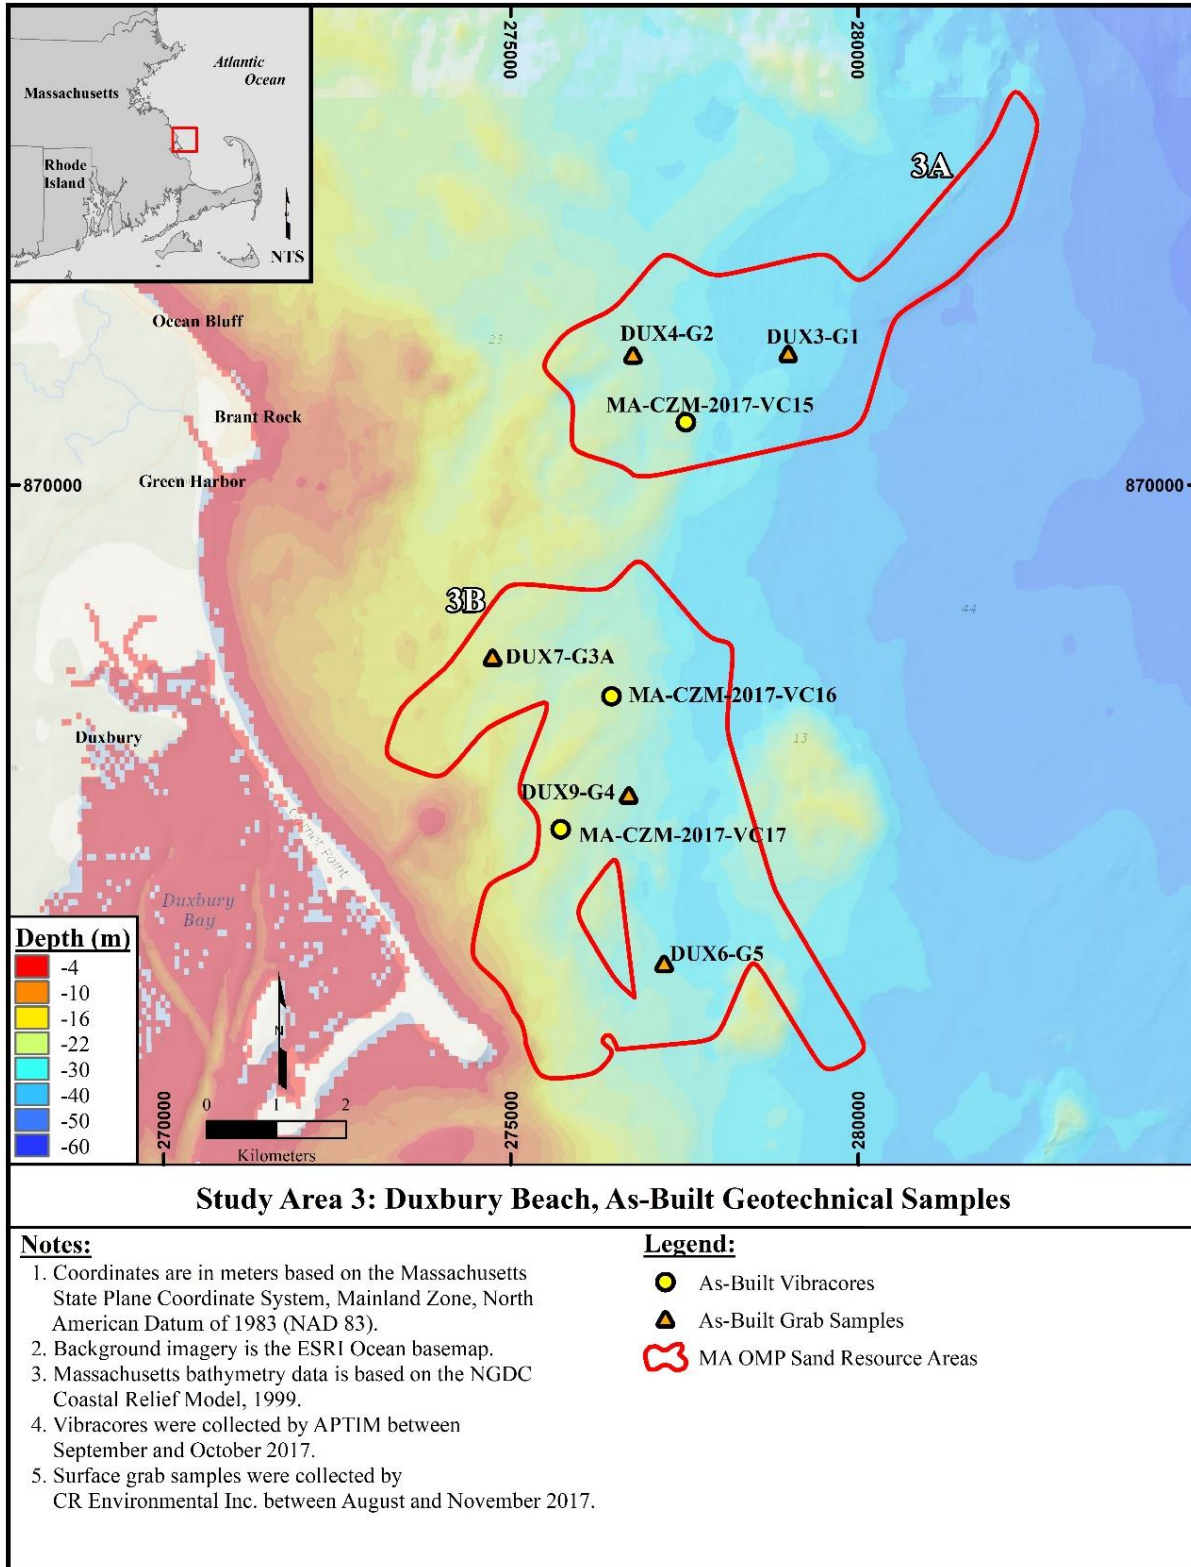 Atlantic
Ocean
Massachusetts
Rhode
Island
NTS
275000
280000
3A
Ocean Bluff
23
DUX4-G2
DUX3-G1
MA-CZM-2017-VC15
Brant Rock
Green Harbor
870000
870000
3B
44
DUX7-G3A
MA-CZM-2017-VC16
Duxbury
13
DUX9-G4
MA-CZM-2017-VC17
Gurnet Point
Duxbury
Bay
DUX6-G5
Depth (m)
-4
-10
-16
-22
-30
-40
-50
-60
N
0 1 2
Kilometers
270000
275000
280000
Study Area 3: Duxbury Beach, As-Built Geotechnical Samples
Notes:
1. Coordinates are in meters based on the Massachusetts
State Plane Coordinate System, Mainland Zone, North
American Datum of 1983 (NAD 83).
2. Background imagery is the ESRI Ocean basemap.
3. Massachusetts bathymetry data is based on the NGDC
Coastal Relief Model, 1999.
4. Vibracores were collected by APTIM between
September and October 2017.
5. Surface grab samples were collected by
CR Environmental Inc. between August and November 2017.
Legend:
As-Built Vibracores
As-Built Grab Samples
MA OMP Sand Resource Areas